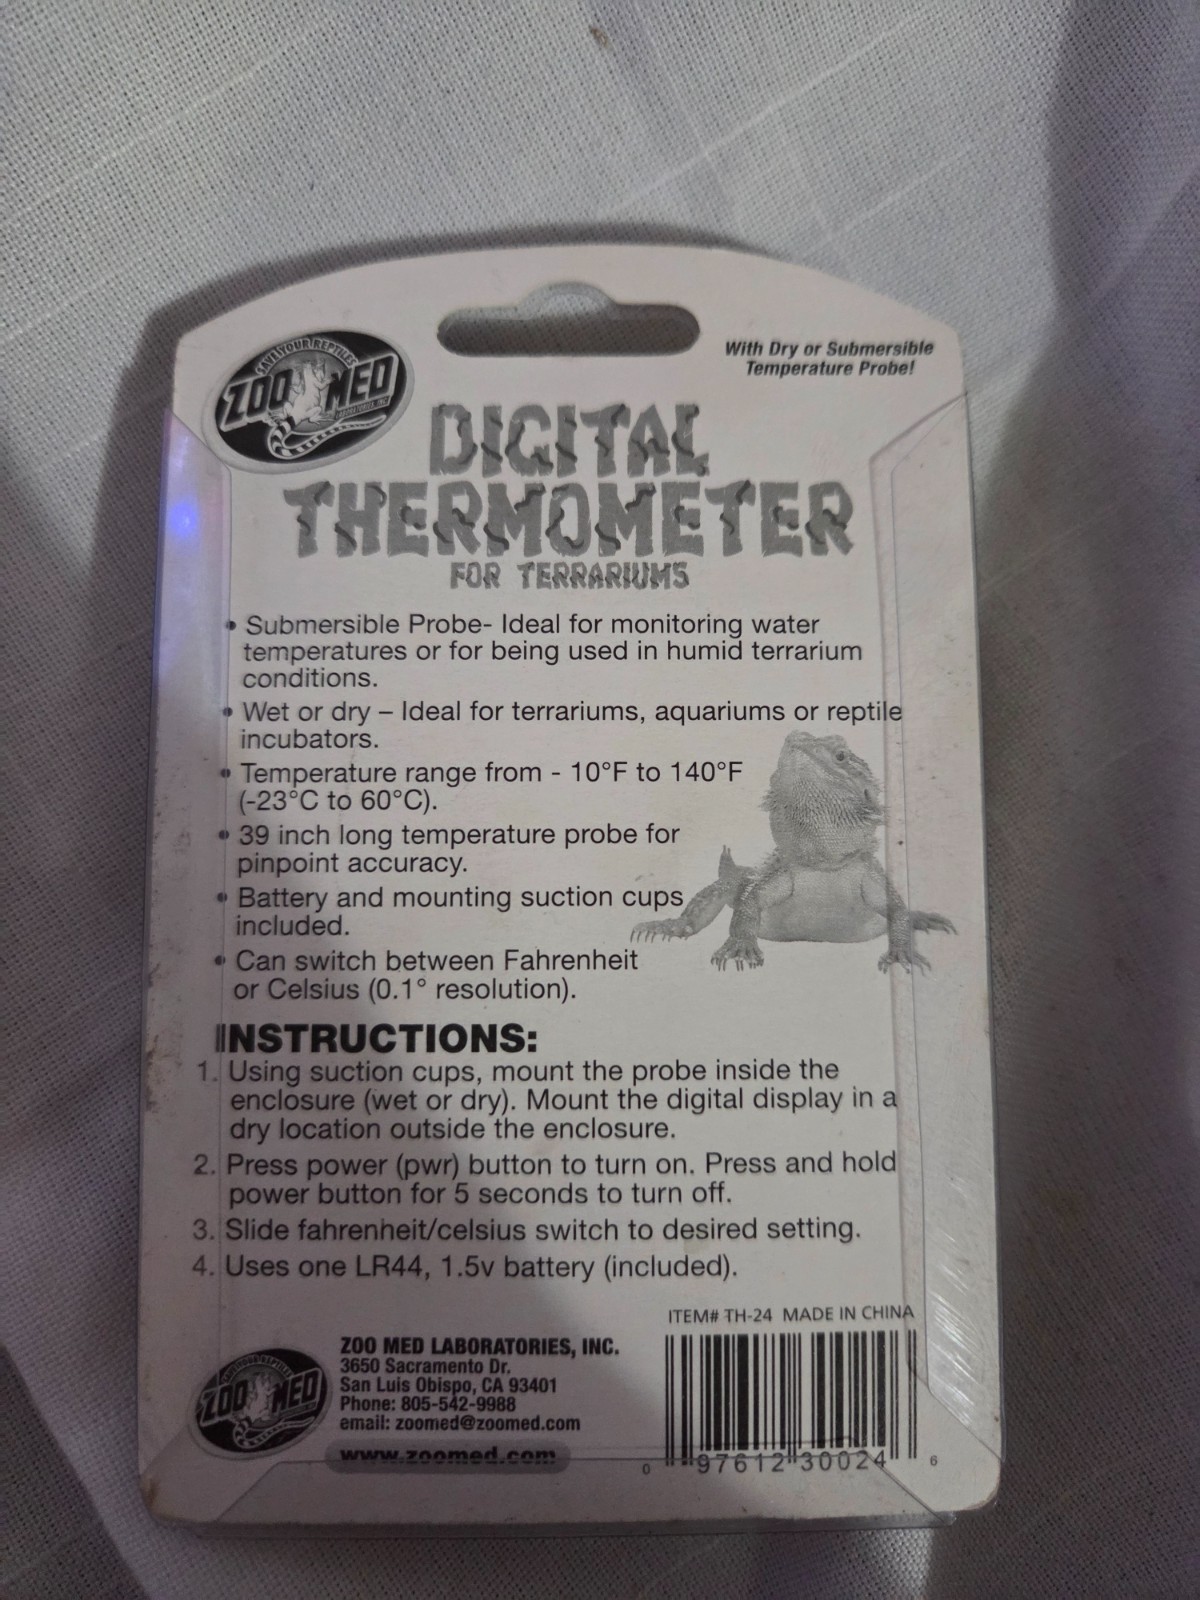 SAVE YOUR REPTILES
ZOO MED
LABORATORIES, INC.
With Dry or Submersible
Temperature Probe!
DIGITAL
THERMOMETER
FOR TERRARIUMS
• Submersible Probe- Ideal for monitoring water
temperatures or for being used in humid terrarium
conditions.
• Wet or dry – Ideal for terrariums, aquariums or reptile
incubators.
• Temperature range from - 10°F to 140°F
(-23°C to 60°C).
• 39 inch long temperature probe for
pinpoint accuracy.
• Battery and mounting suction cups
included.
• Can switch between Fahrenheit
or Celsius (0.1° resolution).
INSTRUCTIONS:
1. Using suction cups, mount the probe inside the
enclosure (wet or dry). Mount the digital display in a
dry location outside the enclosure.
2. Press power (pwr) button to turn on. Press and hold
power button for 5 seconds to turn off.
3. Slide fahrenheit/celsius switch to desired setting.
4. Uses one LR44, 1.5v battery (included).
ITEM# TH-24 MADE IN CHINA
ZOO MED
ZOO MED LABORATORIES, INC.
3650 Sacramento Dr.
San Luis Obispo, CA 93401
Phone: 805-542-9988
email: zoomed@zoomed.com
www.zoomed.com
0 97612 30024 6